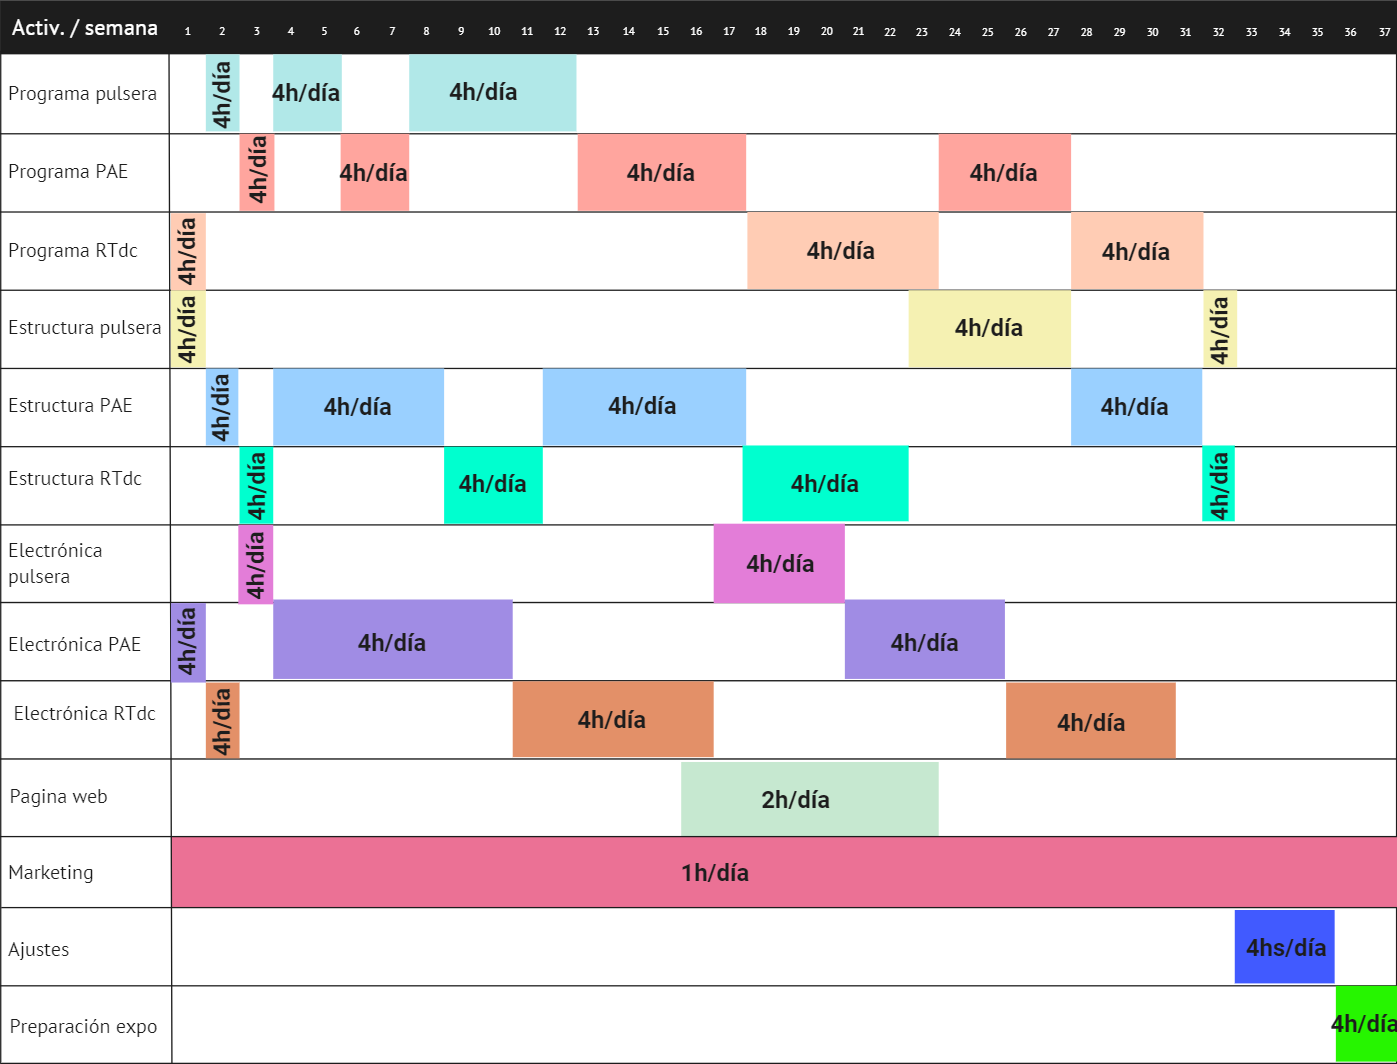 Activ. / semana 1 2 3 4 5 6 7 8 9 10 11 12 13 14 15 16 17 18 19 20 21 22 23 24 25 26 27 28 29 30 31 32 33 34 35 36 37
Programa pulsera 4h/día 4h/día 4h/día
Programa PAE 4h/día 4h/día 4h/día 4h/día
Programa RTdc 4h/día 4h/día 4h/día
Estructura pulsera 4h/día 4h/día 4h/día
Estructura PAE 4h/día 4h/día 4h/día 4h/día
Estructura RTdc 4h/día 4h/día 4h/día 4h/día
Electrónica
pulsera 4h/día 4h/día
Electrónica PAE 4h/día 4h/día 4h/día
Electrónica RTdc 4h/día 4h/día 4h/día
Pagina web 2h/día
Marketing 1h/día
Ajustes 4hs/día
Preparación expo 4h/día